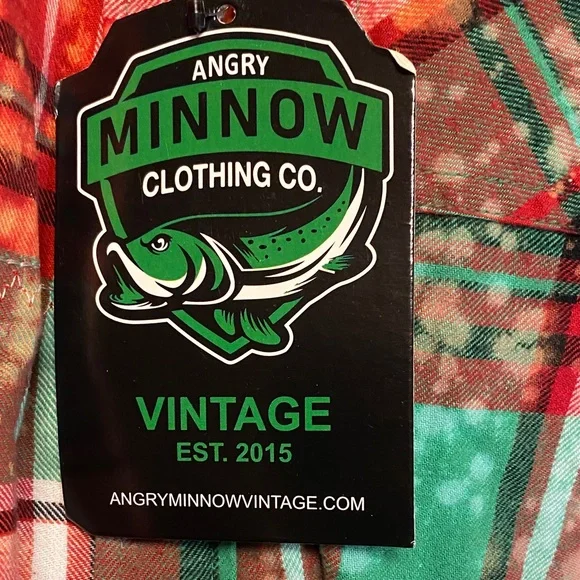 ANGRY
MINNOW
CLOTHING CO.
VINTAGE
EST. 2015
ANGRYMINNOWVINTAGE.COM